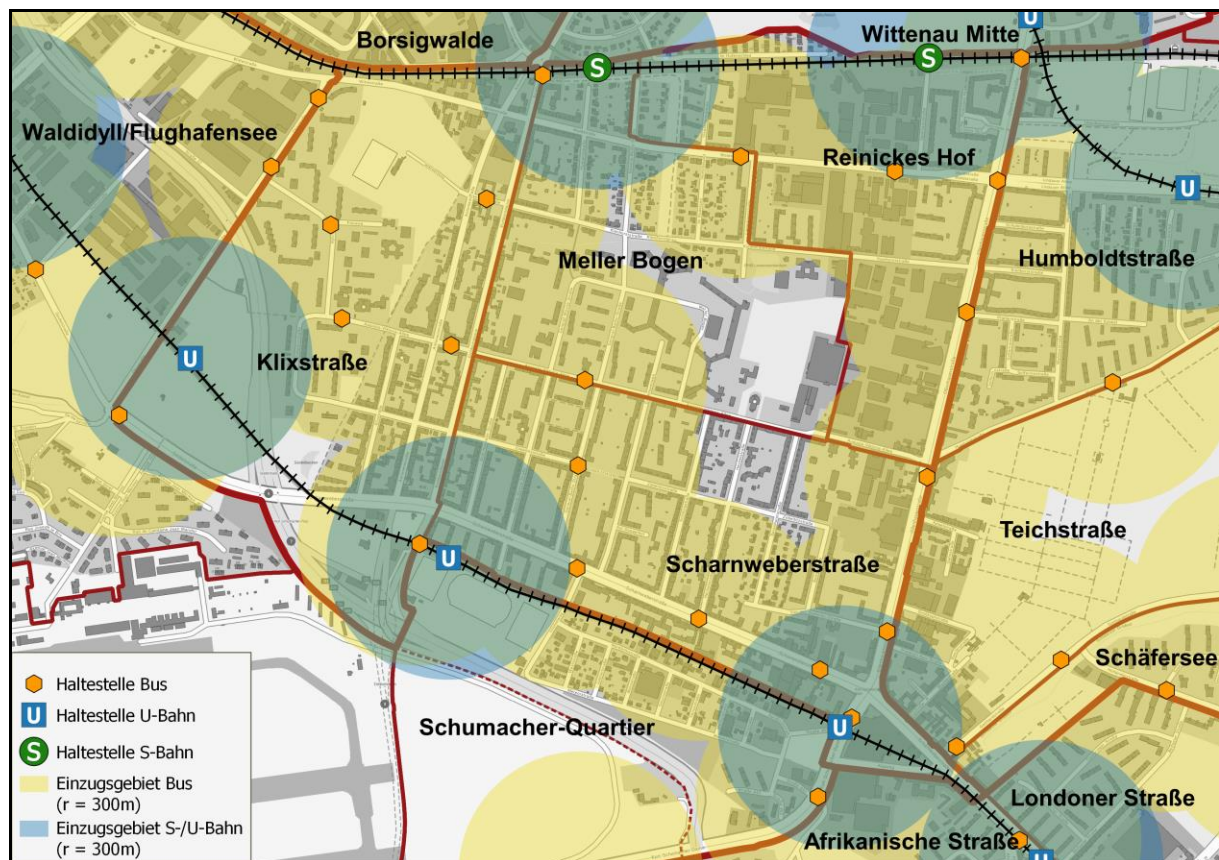 Borsigwalde
Wittenau Mitte
U
S
S
Waldidyll/Flughafensee
Reinickes Hof
U
Meller Bogen
Humboldtstraße
Klixstraße
U
Teichstraße
U
Scharnweberstraße
Schäfersee
Schumacher-Quartier
U
Londoner Straße
Afrikanische Straße
U
Haltestelle Bus
U
Haltestelle U-Bahn
S
Haltestelle S-Bahn
Einzugsgebiet Bus
(r = 300m)
Einzugsgebiet S-/U-Bahn
(r = 300m)